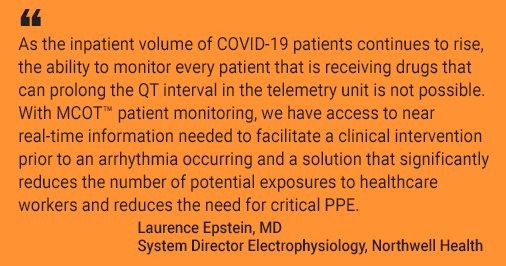 “
As the inpatient volume of COVID-19 patients continues to rise,
the ability to monitor every patient that is receiving drugs that
can prolong the QT interval in the telemetry unit is not possible.
With MCOT™ patient monitoring, we have access to near
real-time information needed to facilitate a clinical intervention
prior to an arrhythmia occurring and a solution that significantly
reduces the number of potential exposures to healthcare
workers and reduces the need for critical PPE.
Laurence Epstein, MD
System Director Electrophysiology, Northwell Health